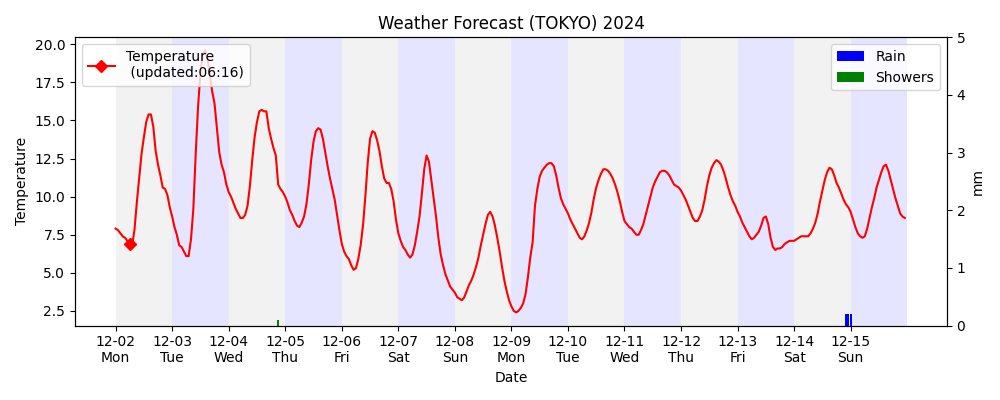 Weather Forecast (TOKYO) 2024
Temperature
(updated:06:16)
Rain
Showers
20.0
17.5
15.0
12.5
10.0
7.5
5.0
2.5
Temperature
5
4
3
2
1
0
mm
12-02 12-03 12-04 12-05 12-06 12-07 12-08 12-09 12-10 12-11 12-12 12-13 12-14 12-15
Mon Tue Wed Thu Fri Sat Sun Mon Tue Wed Thu Fri Sat Sun
Date